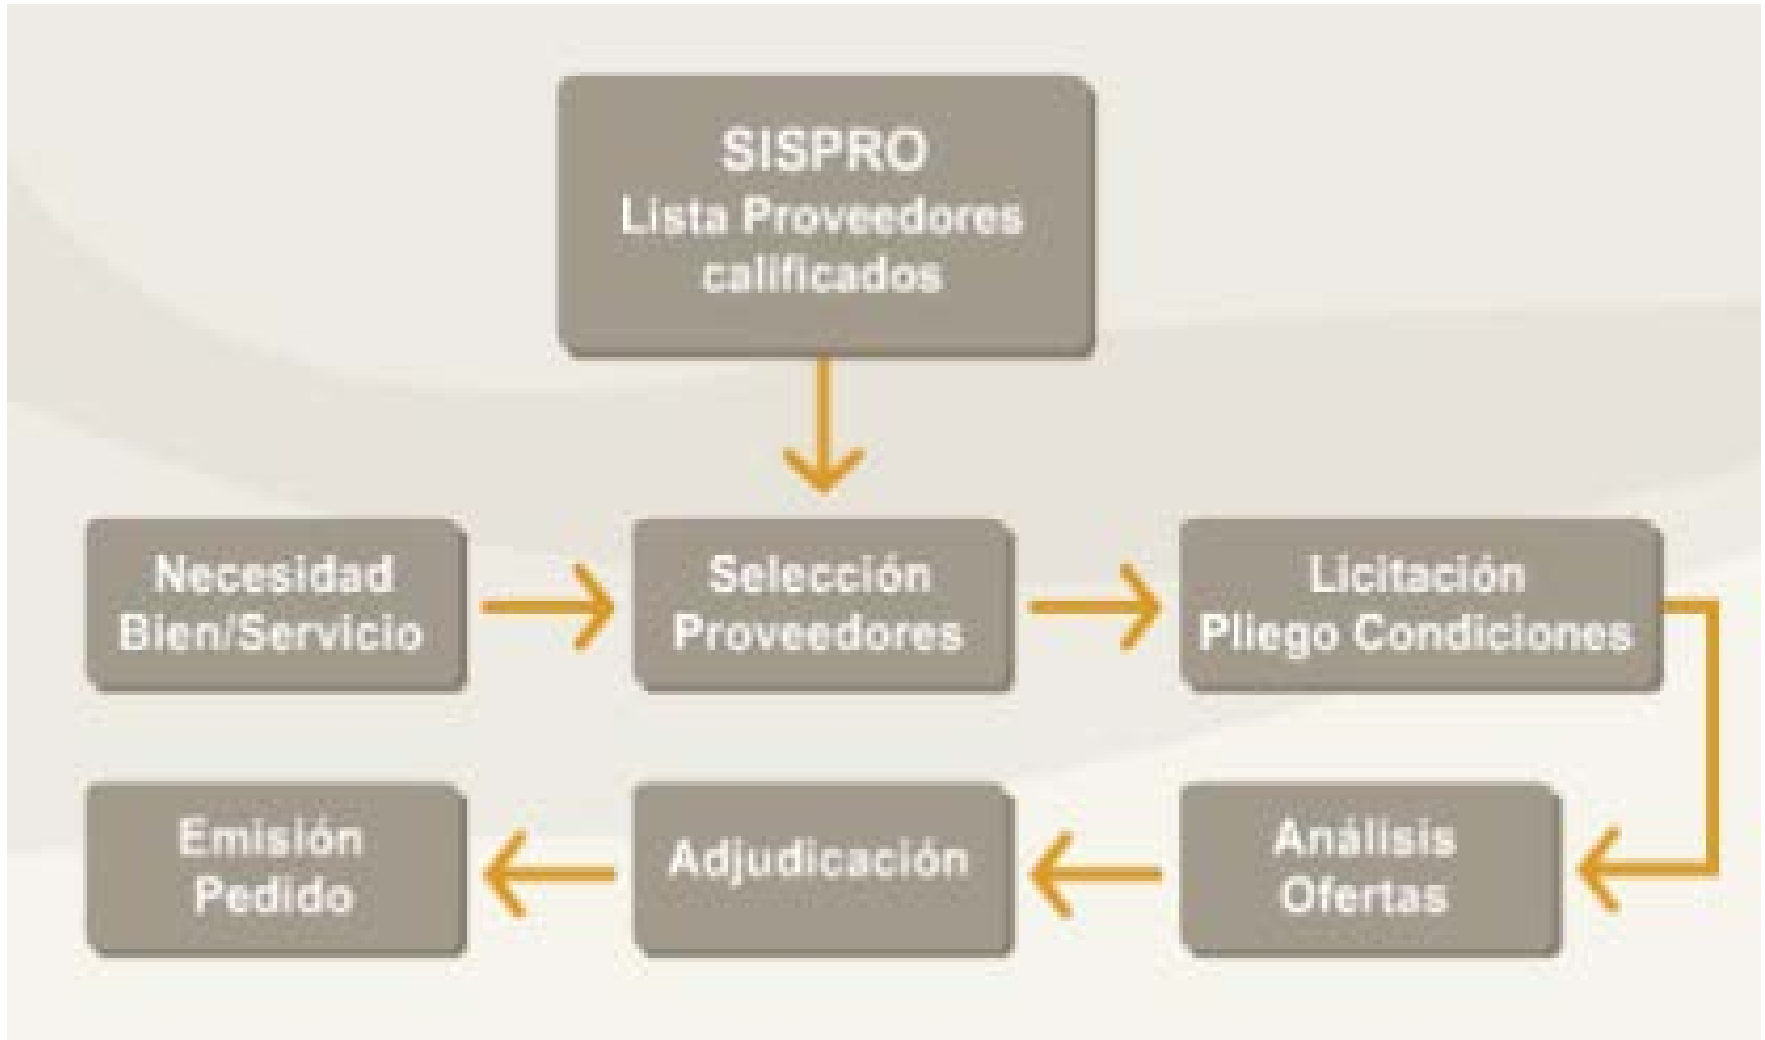 SISPRO
Lista Proveedores
calificados
Necesidad
Bien/Servicio
Selección
Proveedores
Licitación
Pliego Condiciones
Emisión
Pedido
Adjudicación
Análisis
Ofertas